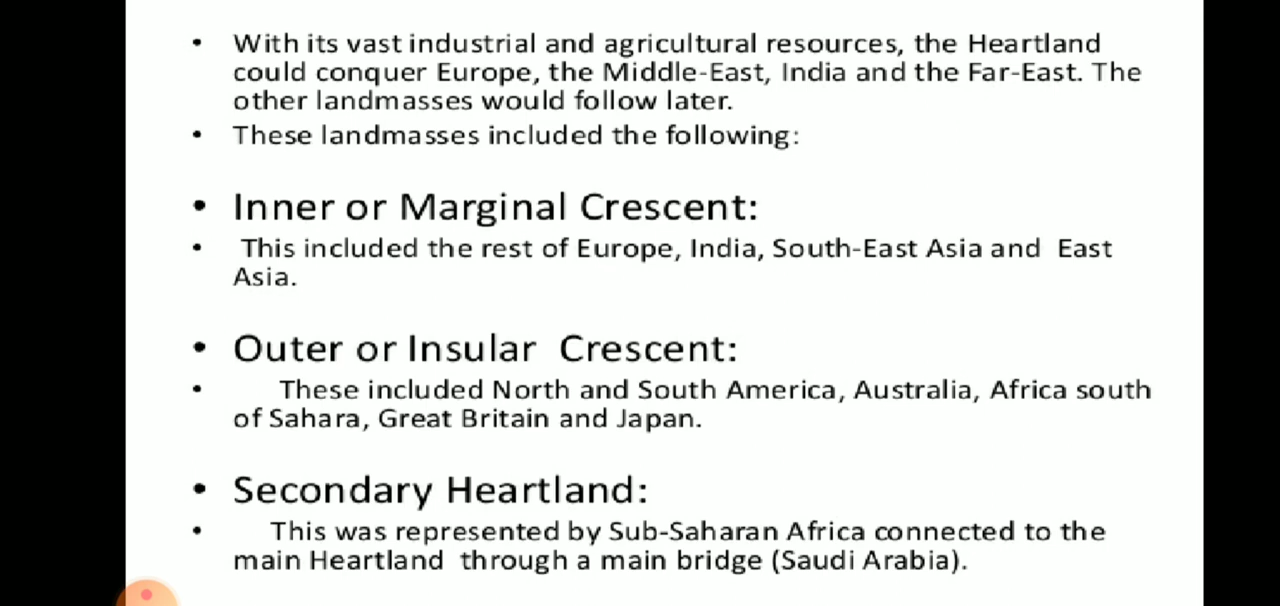 • With its vast industrial and agricultural resources, the Heartland
could conquer Europe, the Middle-East, India and the Far-East. The
other landmasses would follow later.
• These landmasses included the following:
• Inner or Marginal Crescent:
• This included the rest of Europe, India, South-East Asia and East
Asia.
• Outer or Insular Crescent:
• These included North and South America, Australia, Africa south
of Sahara, Great Britain and Japan.
• Secondary Heartland:
• This was represented by Sub-Saharan Africa connected to the
main Heartland through a main bridge (Saudi Arabia).